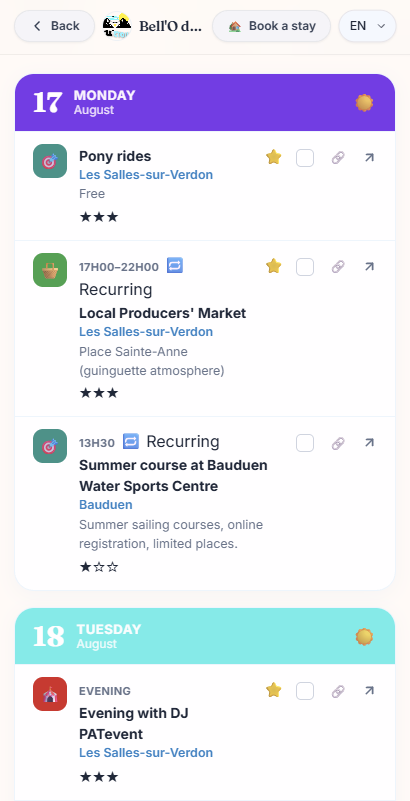 Back
Bell'O d...
Book a stay
EN
17 MONDAY
August
Pony rides
Les Salles-sur-Verdon
Free
★★★
17H00–22H00
Recurring
Local Producers' Market
Les Salles-sur-Verdon
Place Sainte-Anne
(guinguette atmosphere)
★★★
13H30 Recurring
Summer course at Bauduen
Water Sports Centre
Bauduen
Summer sailing courses, online
registration, limited places.
★☆☆
18 TUESDAY
August
EVENING
Evening with DJ
PATevent
Les Salles-sur-Verdon
★★★